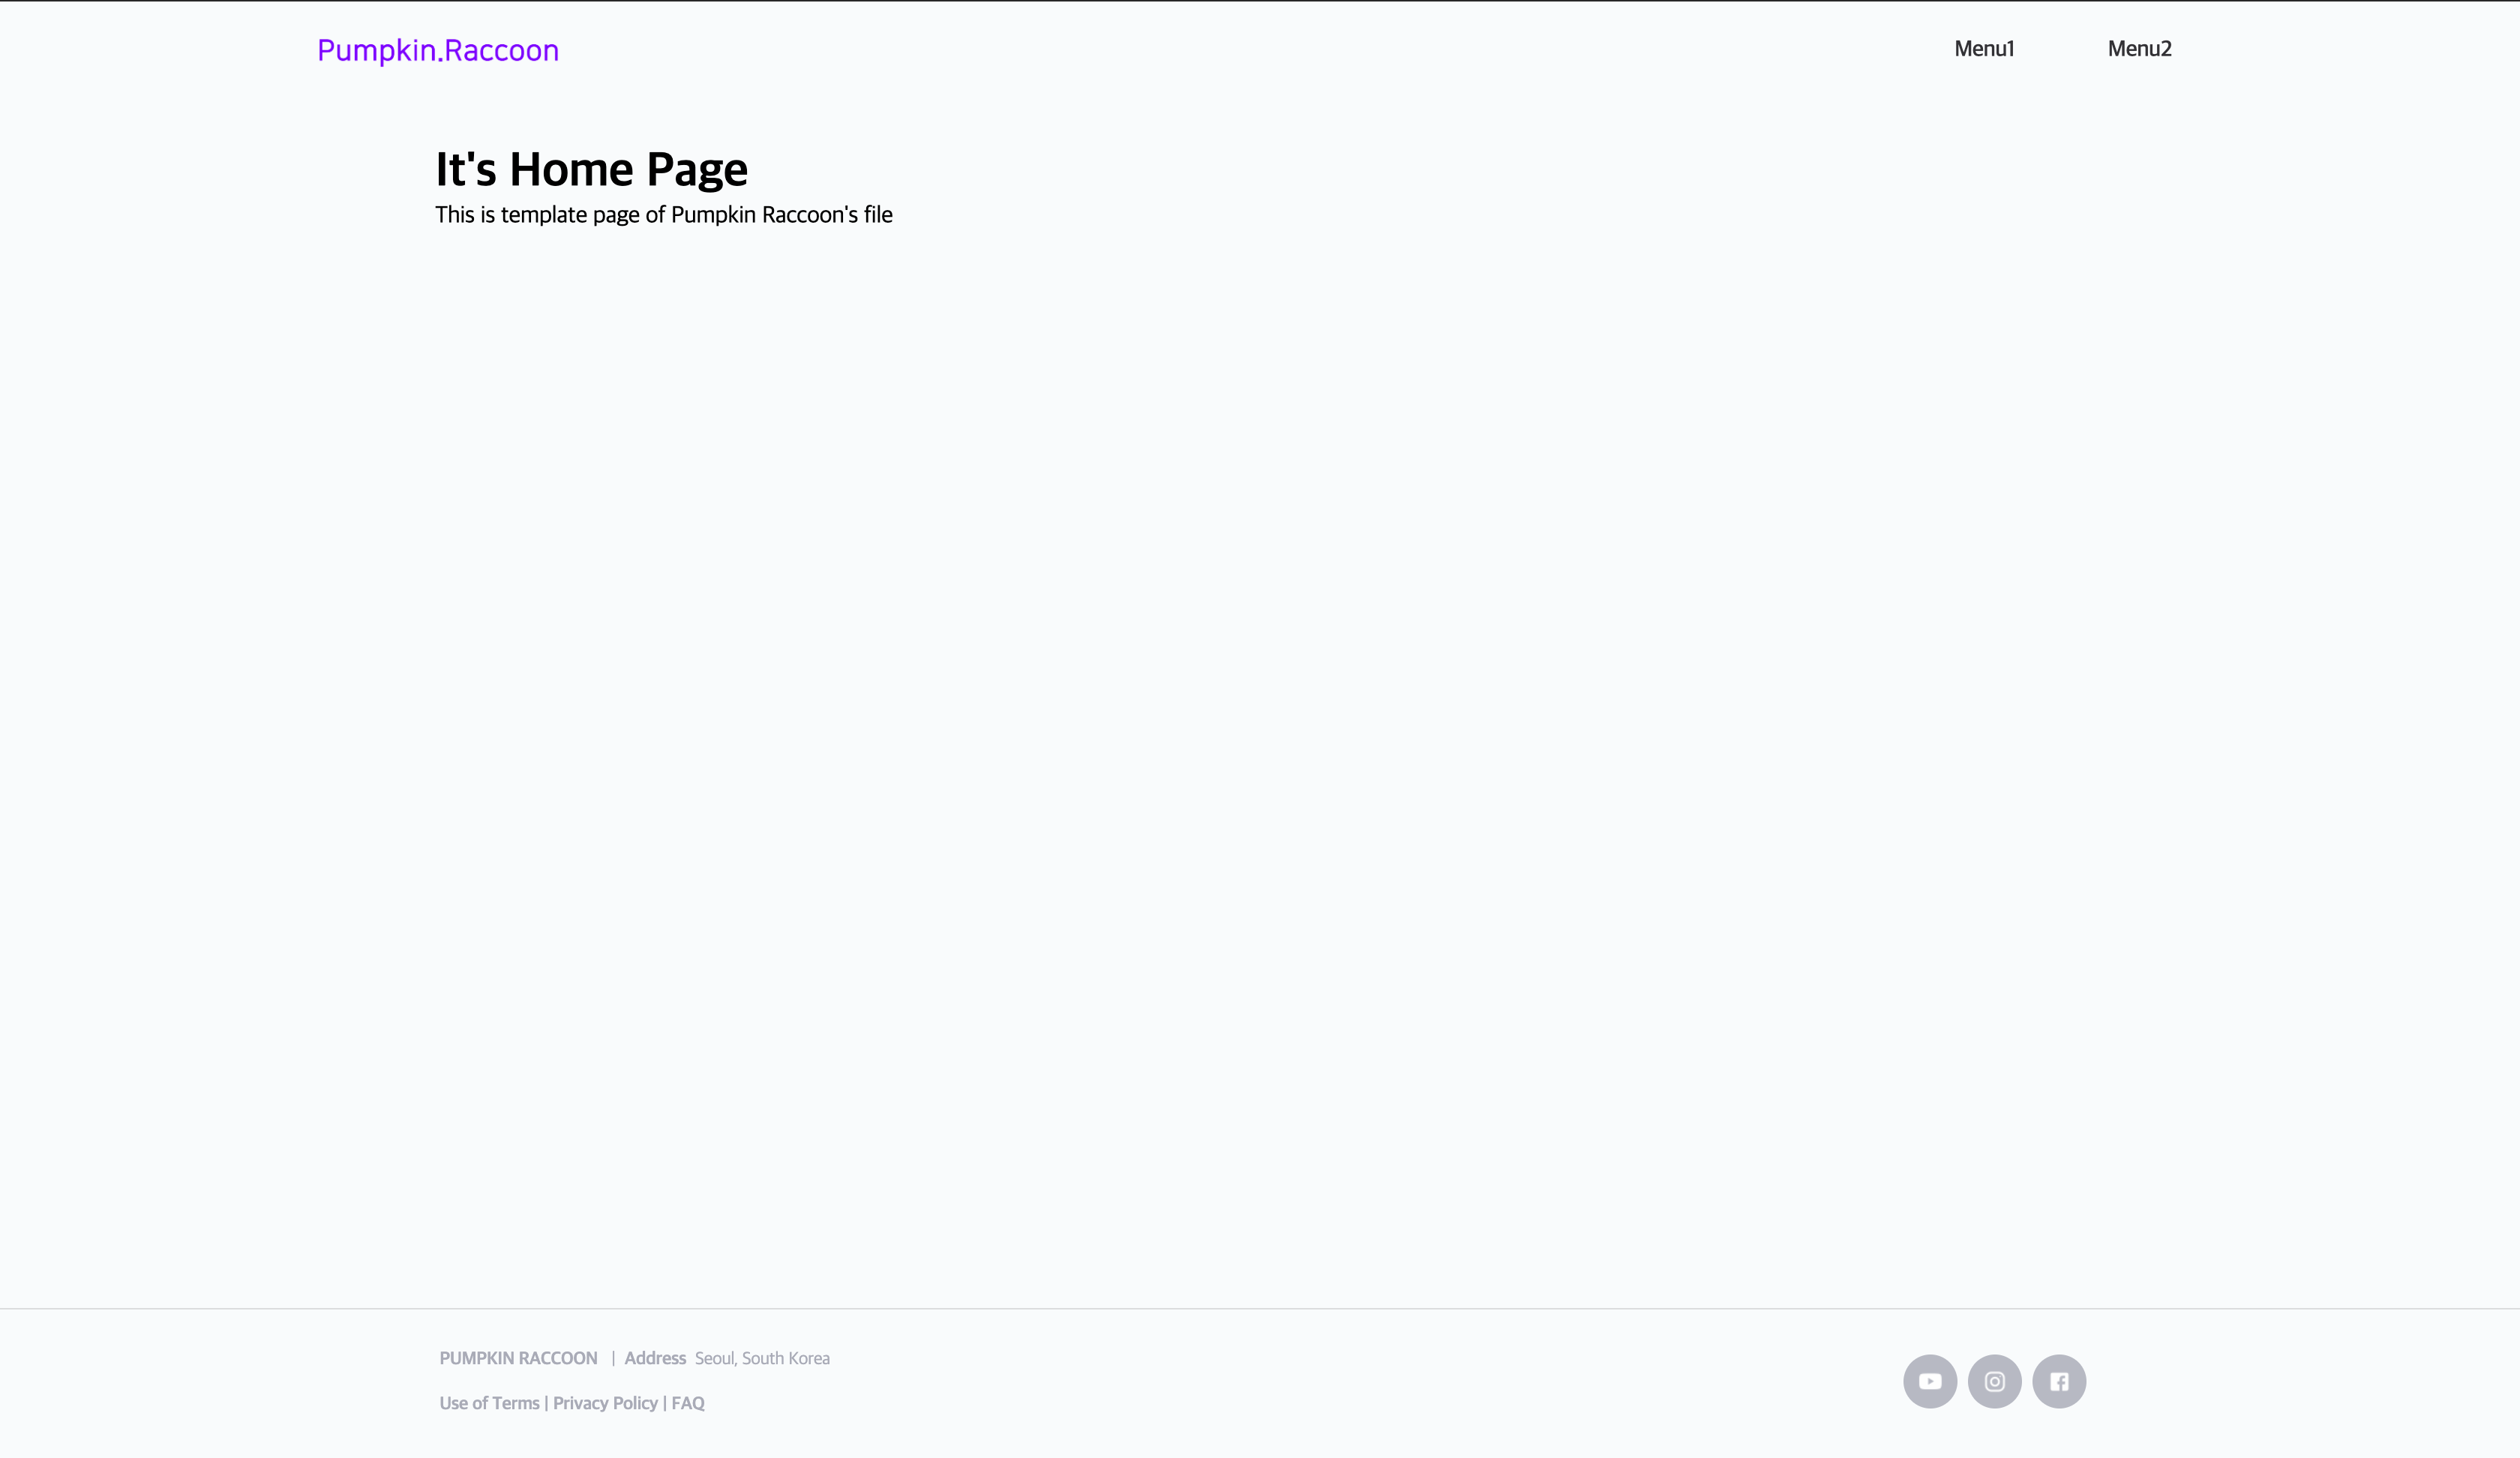 Pumpkin.Raccoon Menu1 Menu2
It's Home Page
This is template page of Pumpkin Raccoon's file
PUMPKIN RACCOON | Address Seoul, South Korea
Use of Terms | Privacy Policy | FAQ